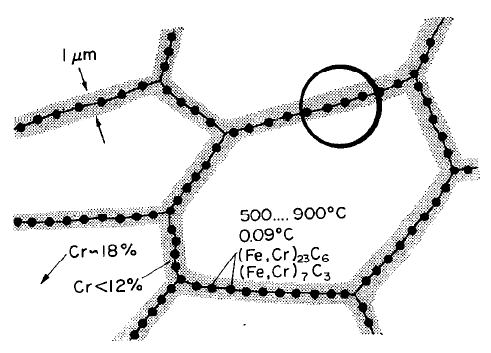 1 μm
500....900°C
0.09°C
(Fe,Cr)₂₃C₆
(Fe,Cr)₇C₃
Cr~18%
Cr<12%